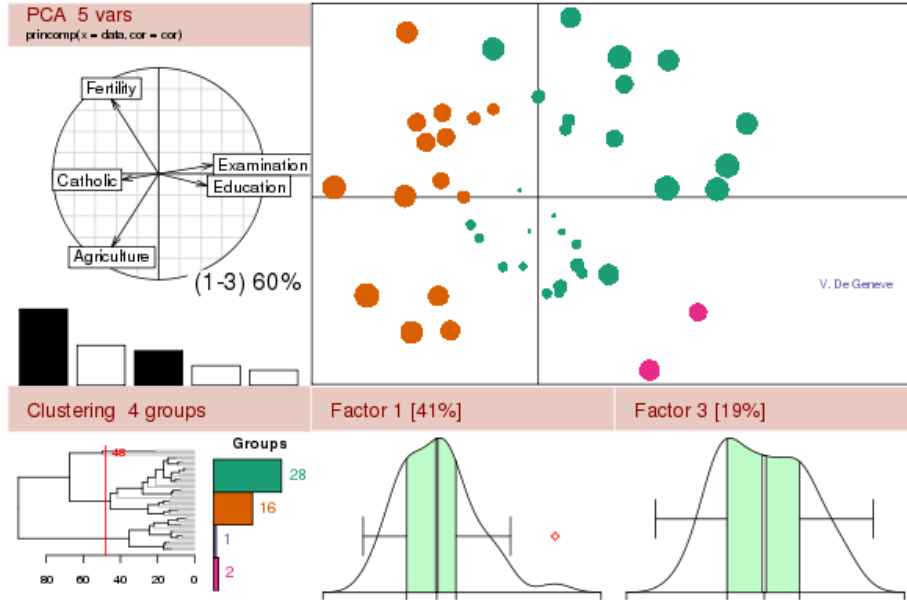 PCA 5 vars
princomp(x = data, cor = cor)
Fertility
Examination
Catholic
Education
Agriculture
(1-3) 60%
V. De Geneve
Clustering 4 groups
Factor 1 [41%]
Factor 3 [19%]
48
Groups
28
16
1
2
80 60 40 20 0